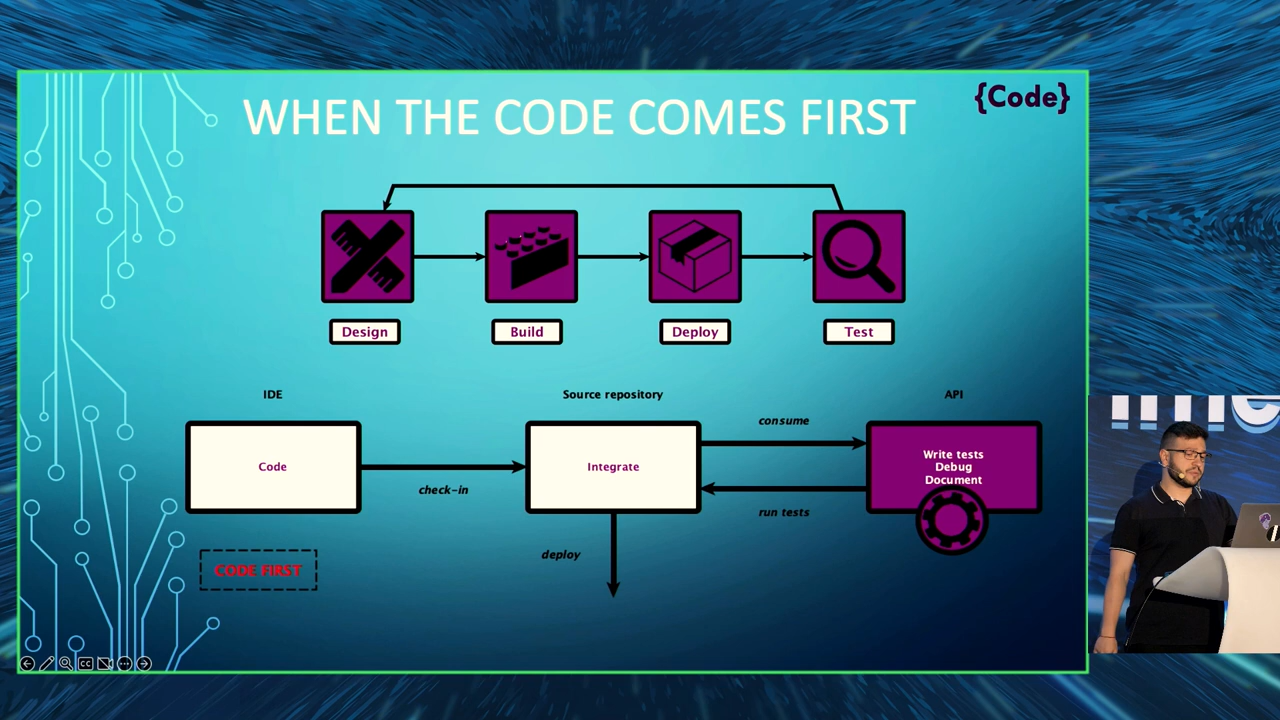 WHEN THE CODE COMES FIRST
{Code}
Design
Build
Deploy
Test
IDE
Source repository
API
consume
Code
Integrate
Write tests
Debug
Document
check-in
run tests
deploy
CODE FIRST
CC